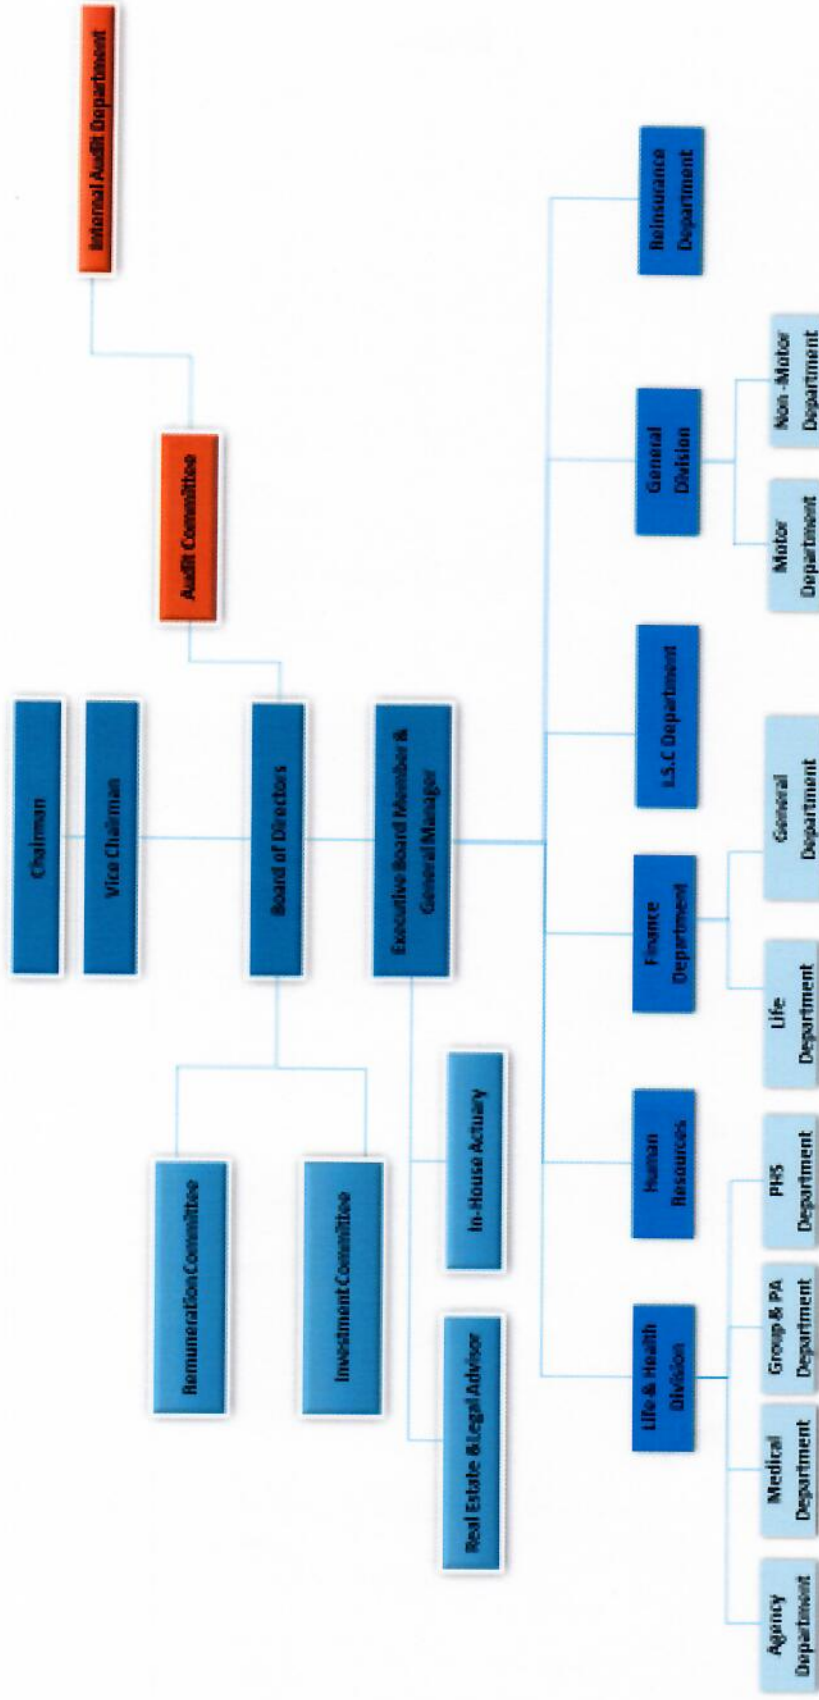 Chairman
Vice Chairman
Internal Audit Department
Audit Committee
Board of Directors
Remuneration Committee
Investment Committee
Executive Board Member &
General Manager
Real Estate & Legal Advisor
In-House Actuary
Life & Health
Division
Human
Resources
Finance
Department
I.S.C Department
General
Division
Reinsurance
Department
Agency
Department
Medical
Department
Group & PA
Department
PHS
Department
Life
Department
General
Department
Motor
Department
Non -Motor
Department